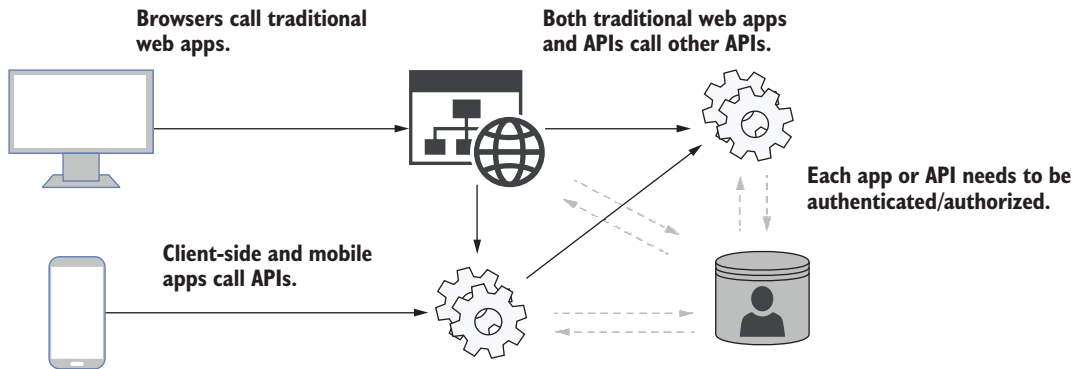 Browsers call traditional
web apps.
Both traditional web apps
and APIs call other APIs.
Each app or API needs to be
authenticated/authorized.
Client-side and mobile
apps call APIs.